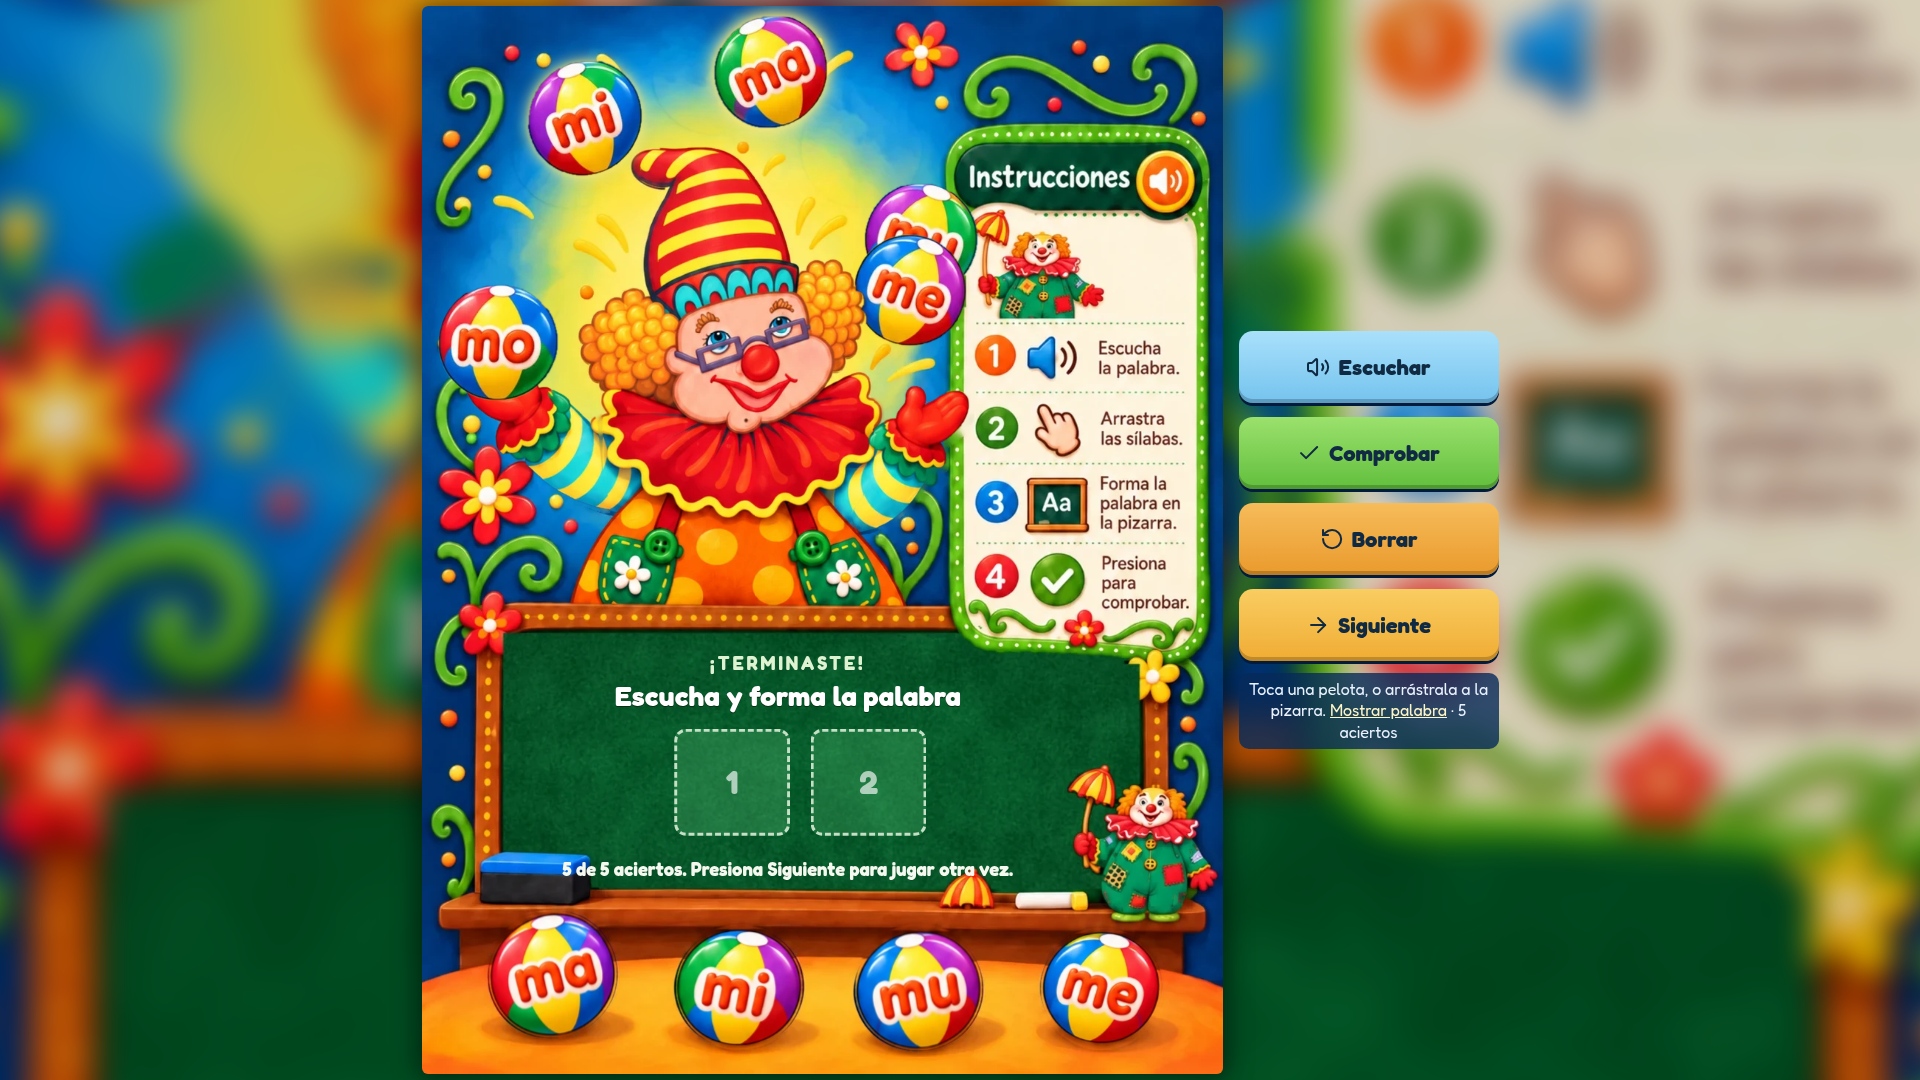 ma
mi
mu
me
mo
Instrucciones
1 Escucha
la palabra.
2 Arrastra
las sílabas.
3 Aa Forma la
palabra en
la pizarra.
4 Presiona
para
comprobar.
¡TERMINASTE!
Escucha y forma la palabra
1 2
5 de 5 aciertos. Presiona Siguiente para jugar otra vez.
ma mi mu me
Escuchar
Comprobar
Borrar
Siguiente
Toca una pelota, o arrástrala a la
pizarra. Mostrar palabra · 5
aciertos